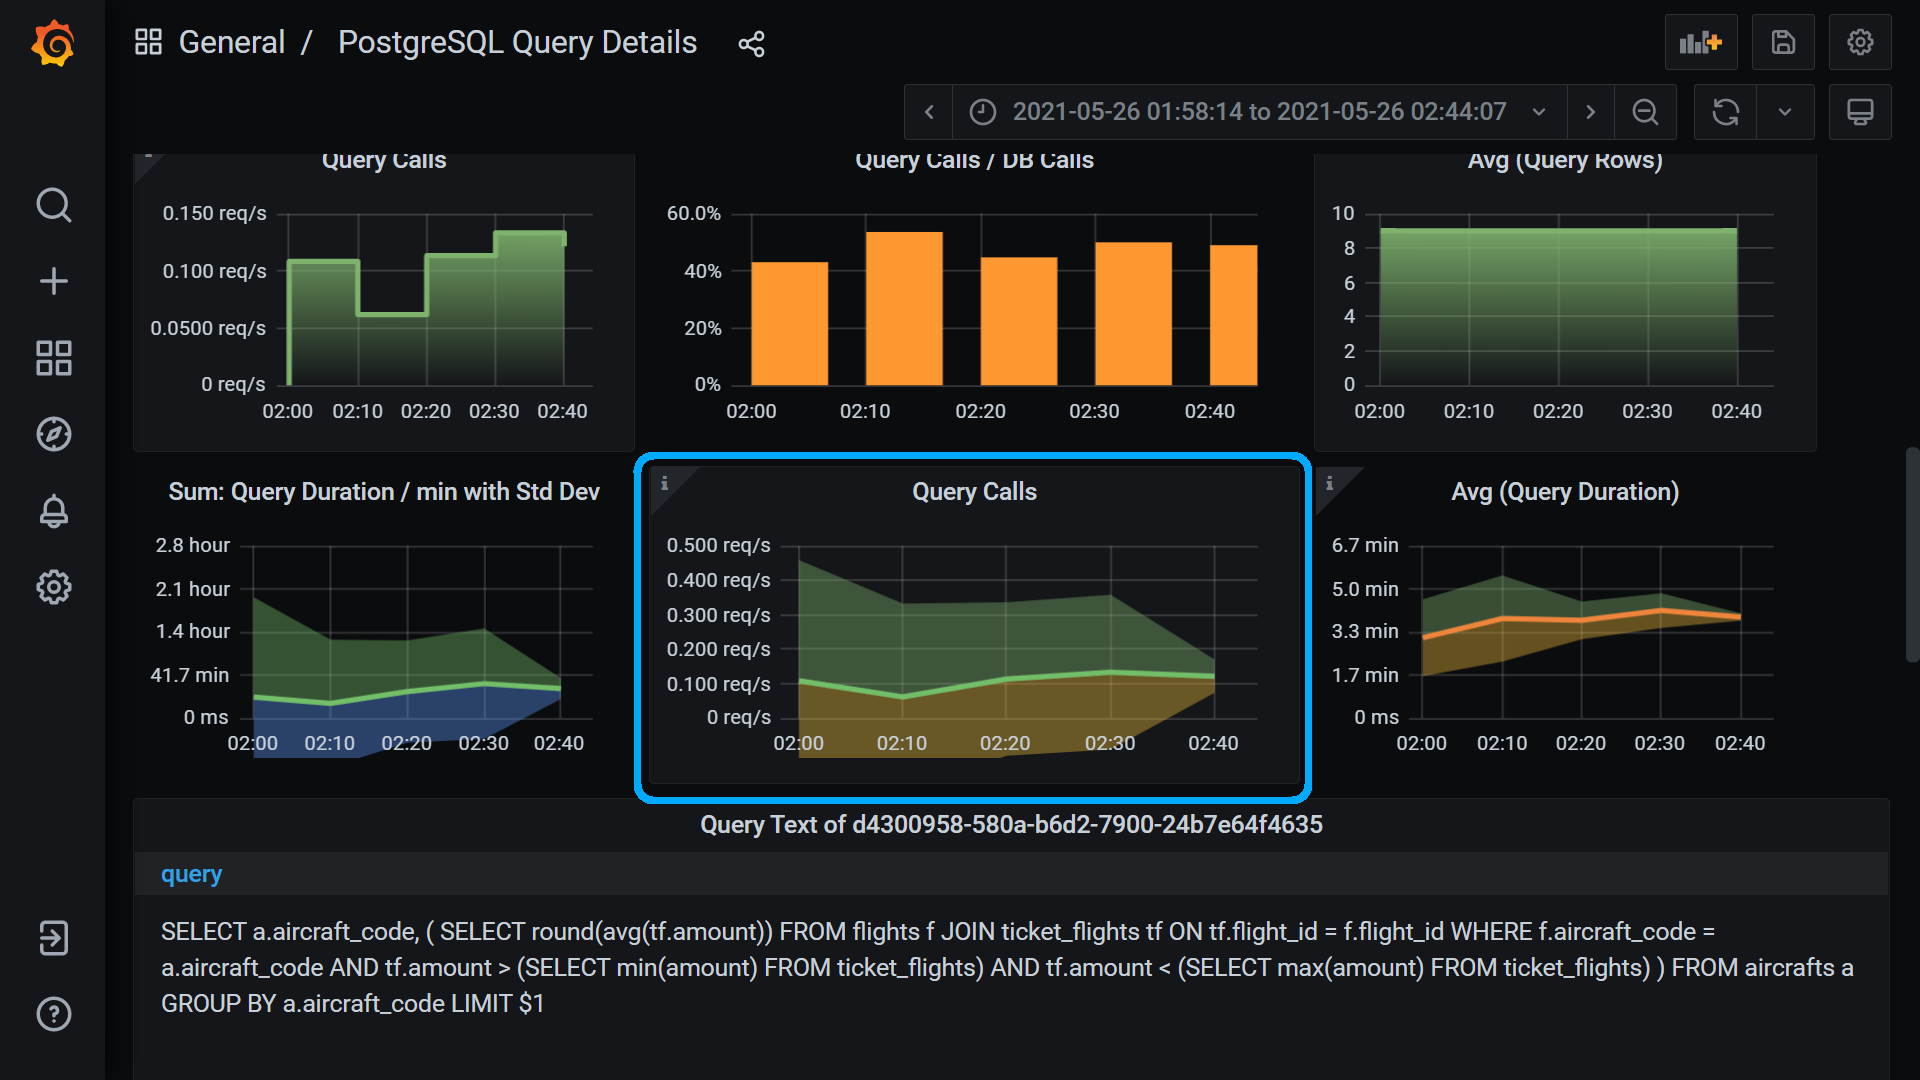 General / PostgreSQL Query Details
2021-05-26 01:58:14 to 2021-05-26 02:44:07
Query Calls
0.150 req/s
0.100 req/s
0.0500 req/s
0 req/s
02:00 02:10 02:20 02:30 02:40
Query Calls / DB Calls
60.0%
40%
20%
0%
02:00 02:10 02:20 02:30 02:40
Avg (Query Rows)
10
8
6
4
2
0
02:00 02:10 02:20 02:30 02:40
Sum: Query Duration / min with Std Dev
2.8 hour
2.1 hour
1.4 hour
41.7 min
0 ms
02:00 02:10 02:20 02:30 02:40
i
Query Calls
0.500 req/s
0.400 req/s
0.300 req/s
0.200 req/s
0.100 req/s
0 req/s
02:00 02:10 02:20 02:30 02:40
i
Avg (Query Duration)
6.7 min
5.0 min
3.3 min
1.7 min
0 ms
02:00 02:10 02:20 02:30 02:40
Query Text of d4300958-580a-b6d2-7900-24b7e64f4635
query
SELECT a.aircraft_code, ( SELECT round(avg(tf.amount)) FROM flights f JOIN ticket_flights tf ON tf.flight_id = f.flight_id WHERE f.aircraft_code =
a.aircraft_code AND tf.amount > (SELECT min(amount) FROM ticket_flights) AND tf.amount < (SELECT max(amount) FROM ticket_flights) ) FROM aircrafts a
GROUP BY a.aircraft_code LIMIT $1